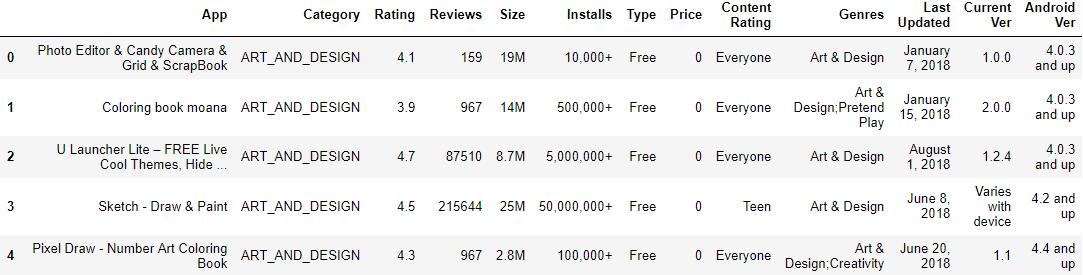 App Category Rating Reviews Size Installs Type Price Content Rating Genres Last Updated Current Ver Android Ver
0 Photo Editor & Candy Camera & Grid & ScrapBook ART_AND_DESIGN 4.1 159 19M 10,000+ Free 0 Everyone Art & Design January 7, 2018 1.0.0 4.0.3 and up
1 Coloring book moana ART_AND_DESIGN 3.9 967 14M 500,000+ Free 0 Everyone Art & Design;Pretend Play January 15, 2018 2.0.0 4.0.3 and up
2 U Launcher Lite – FREE Live Cool Themes, Hide ... ART_AND_DESIGN 4.7 87510 8.7M 5,000,000+ Free 0 Everyone Art & Design August 1, 2018 1.2.4 4.0.3 and up
3 Sketch - Draw & Paint ART_AND_DESIGN 4.5 215644 25M 50,000,000+ Free 0 Teen Art & Design June 8, 2018 Varies with device 4.2 and up
4 Pixel Draw - Number Art Coloring Book ART_AND_DESIGN 4.3 967 2.8M 100,000+ Free 0 Everyone Art & Design;Creativity June 20, 2018 1.1 4.4 and up